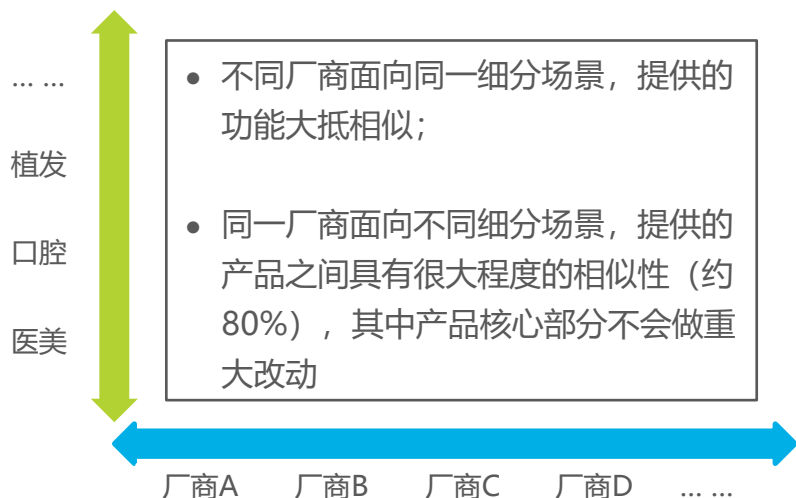 ... ...
植发
口腔
医美
● 不同厂商面向同一细分场景，提供的
功能大抵相似；
● 同一厂商面向不同细分场景，提供的
产品之间具有很大程度的相似性（约
80%），其中产品核心部分不会做重
大改动
厂商A 厂商B 厂商C 厂商D ... ...